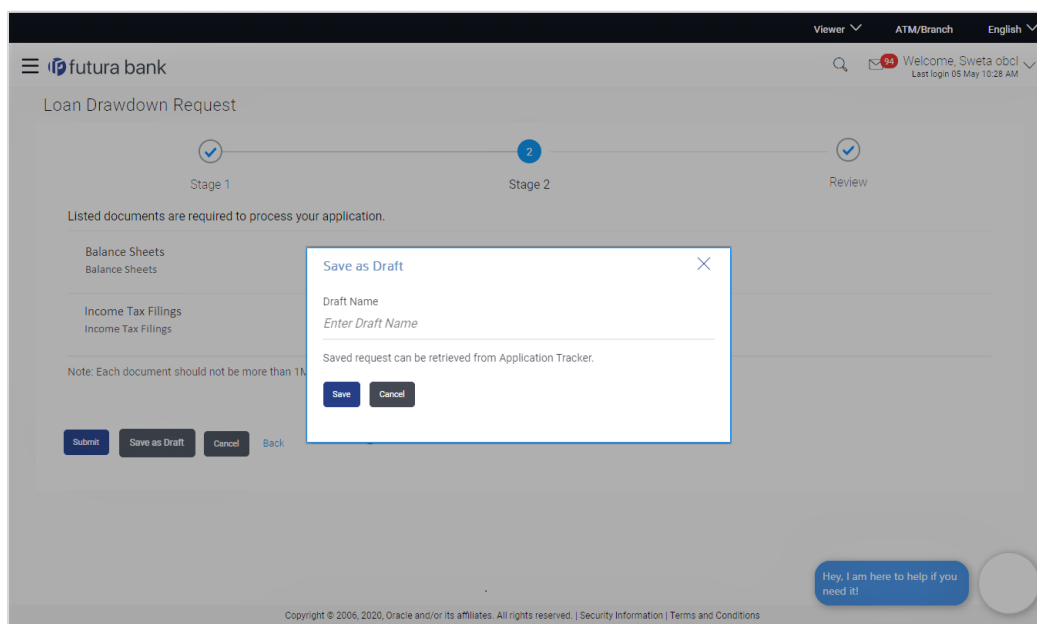 Viewer ATM/Branch English
futura bank
94 Welcome, Sweta obcl
Last login 05 May 10:28 AM
Loan Drawdown Request
2
Stage 1 Stage 2 Review
Listed documents are required to process your application.
Balance Sheets
Balance Sheets
Income Tax Filings
Income Tax Filings
Note: Each document should not be more than
Save as Draft
Draft Name
Enter Draft Name
Saved request can be retrieved from Application Tracker.
Save Cancel
Submit Save as Draft Cancel Back
Hey, I am here to help if you
need it!
Copyright © 2006, 2020, Oracle and/or its affiliates. All rights reserved. | Security Information | Terms and Conditions